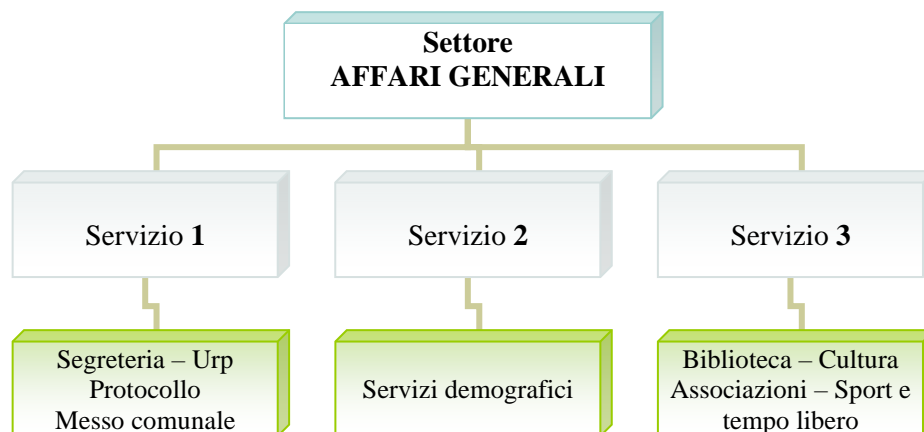 Settore
AFFARI GENERALI
Servizio 1
Servizio 2
Servizio 3
Segreteria – Urp
Protocollo
Messo comunale
Servizi demografici
Biblioteca – Cultura
Associazioni – Sport e
tempo libero